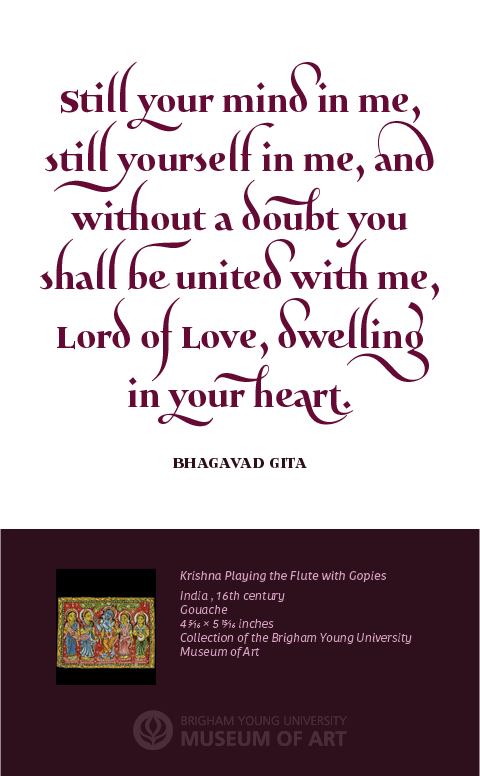 Still your mind in me,
still yourself in me, and
without a doubt you
shall be united with me,
Lord of Love, dwelling
in your heart.
BHAGAVAD GITA
Krishna Playing the Flute with Gopies
India , 16th century
Gouache
4 5/16 × 5 15/16 inches
Collection of the Brigham Young University
Museum of Art
BRIGHAM YOUNG UNIVERSITY
MUSEUM OF ART